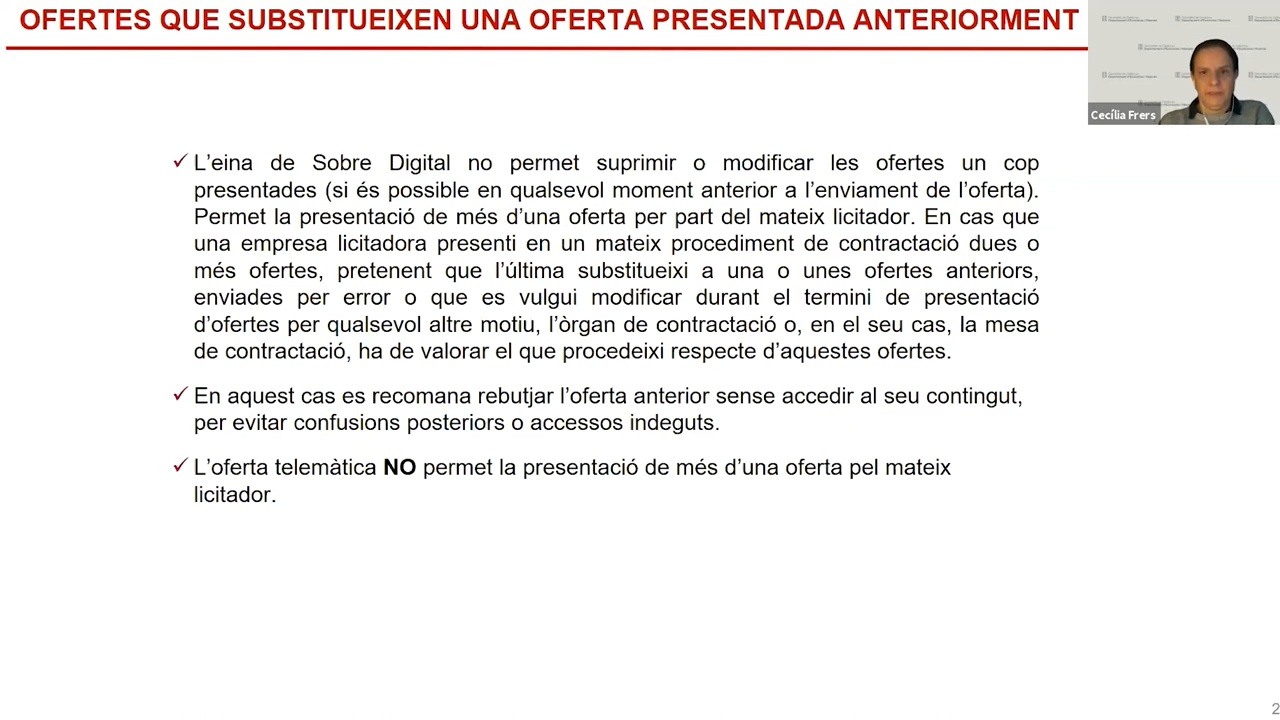 OFERTES QUE SUBSTITUEIXEN UNA OFERTA PRESENTADA ANTERIORMENT
Cecília Frers
✓ L’eina de Sobre Digital no permet suprimir o modificar les ofertes un cop
presentades (si és possible en qualsevol moment anterior a l’enviament de l’oferta).
Permet la presentació de més d’una oferta per part del mateix licitador. En cas que
una empresa licitadora presenti en un mateix procediment de contractació dues o
més ofertes, pretenent que l’última substitueixi a una o unes ofertes anteriors,
enviades per error o que es vulgui modificar durant el termini de presentació
d’ofertes per qualsevol altre motiu, l’òrgan de contractació o, en el seu cas, la mesa
de contractació, ha de valorar el que procedeixi respecte d’aquestes ofertes.
✓ En aquest cas es recomana rebutjar l’oferta anterior sense accedir al seu contingut,
per evitar confusions posteriors o accessos indeguts.
✓ L’oferta telemàtica NO permet la presentació de més d’una oferta pel mateix
licitador.
2